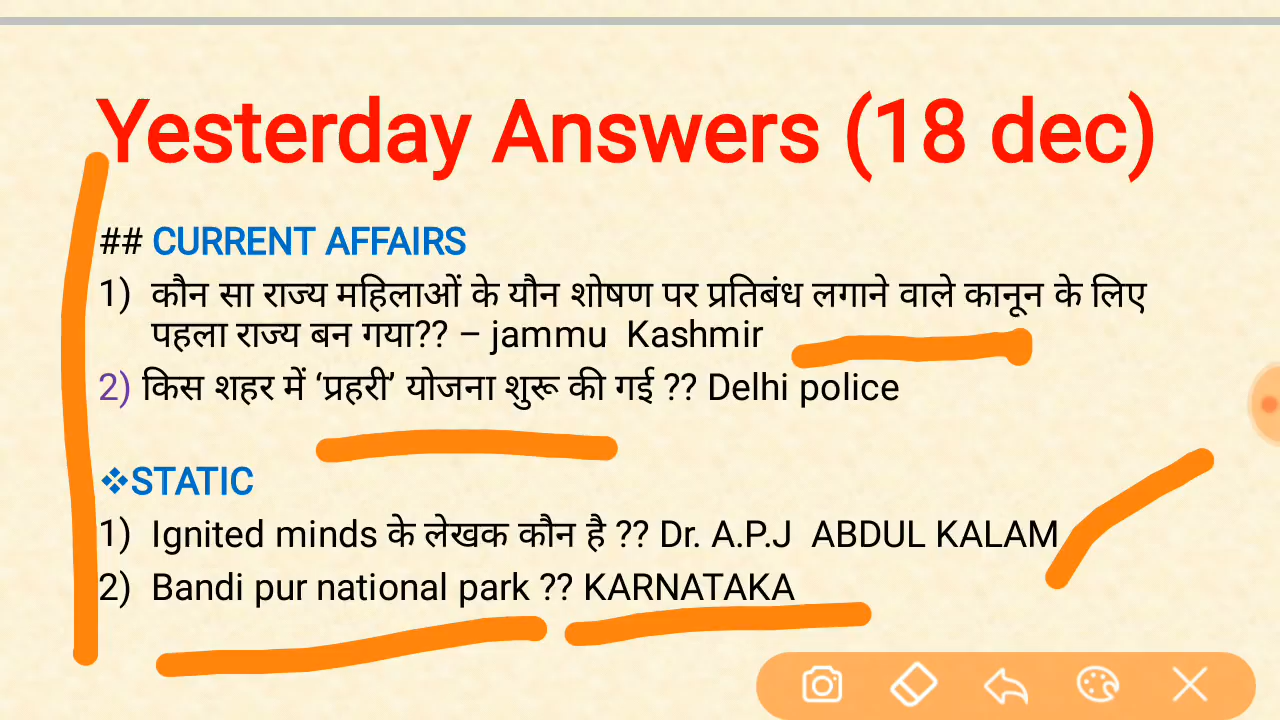 Yesterday Answers (18 dec)
## CURRENT AFFAIRS
1) कौन सा राज्य महिलाओं के यौन शोषण पर प्रतिबंध लगाने वाले कानून के लिए
पहला राज्य बन गया?? – jammu Kashmir
2) किस शहर में ‘प्रहरी’ योजना शुरू की गई ?? Delhi police
❖STATIC
1) Ignited minds के लेखक कौन है ?? Dr. A.P.J ABDUL KALAM
2) Bandi pur national park ?? KARNATAKA